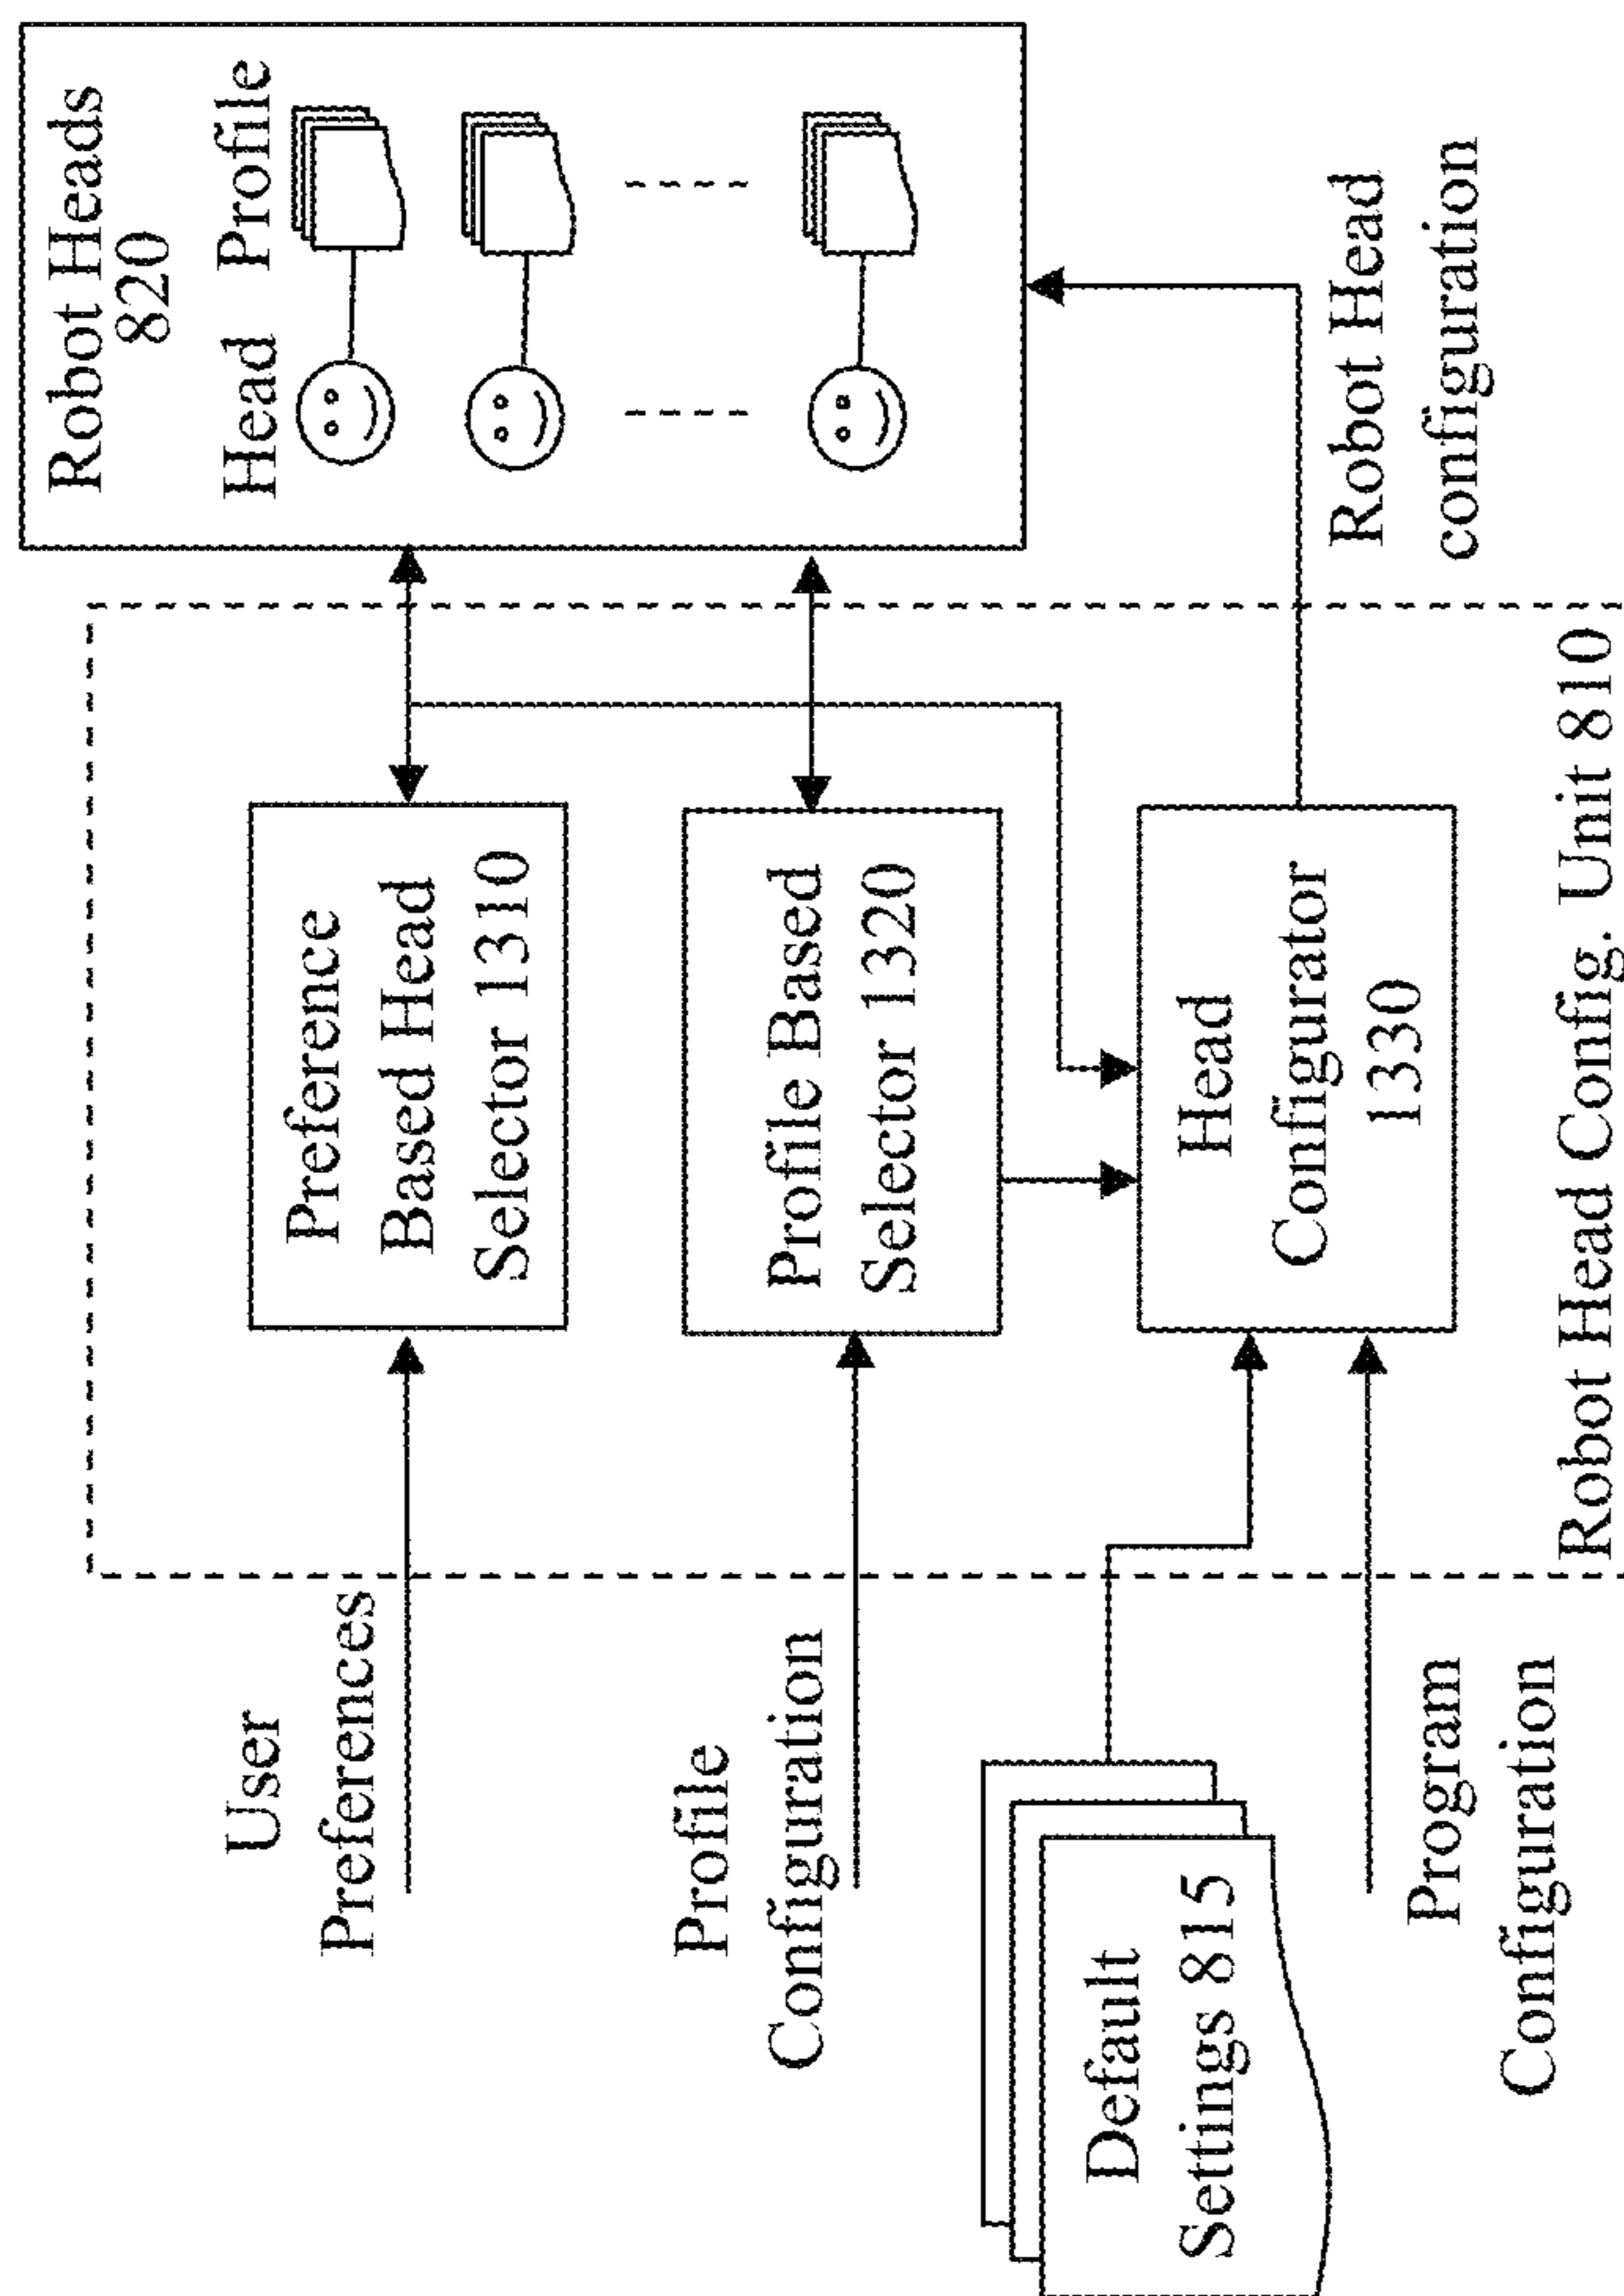 User
Preferences
Profile
Configuration
Default
Settings 815
Program
Configuration
Preference
Based Head
Selector 1310
Profile Based
Selector 1320
Head
Configurator
1330
Robot Head Config. Unit 810
Robot Heads
820
Head Profile
Robot Head
configuration